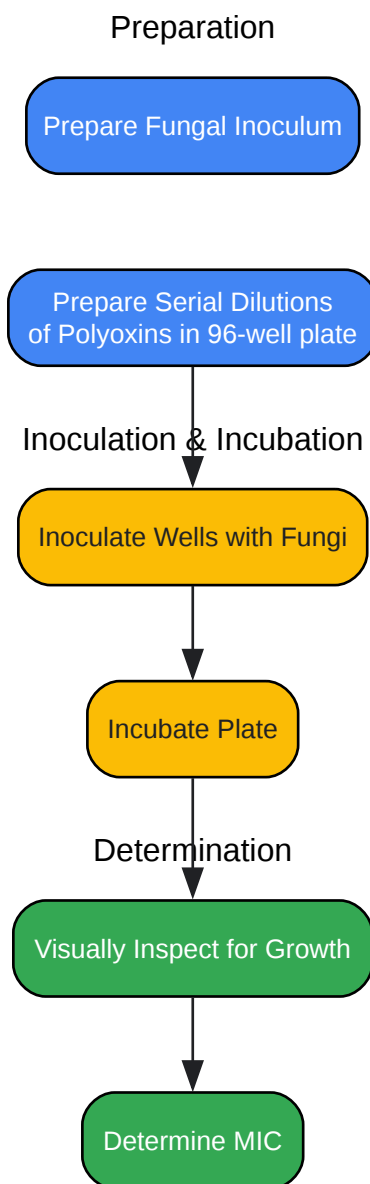 Preparation
Prepare Fungal Inoculum
Prepare Serial Dilutions
of Polyoxins in 96-well plate
Inoculation & Incubation
Inoculate Wells with Fungi
Incubate Plate
Determination
Visually Inspect for Growth
Determine MIC